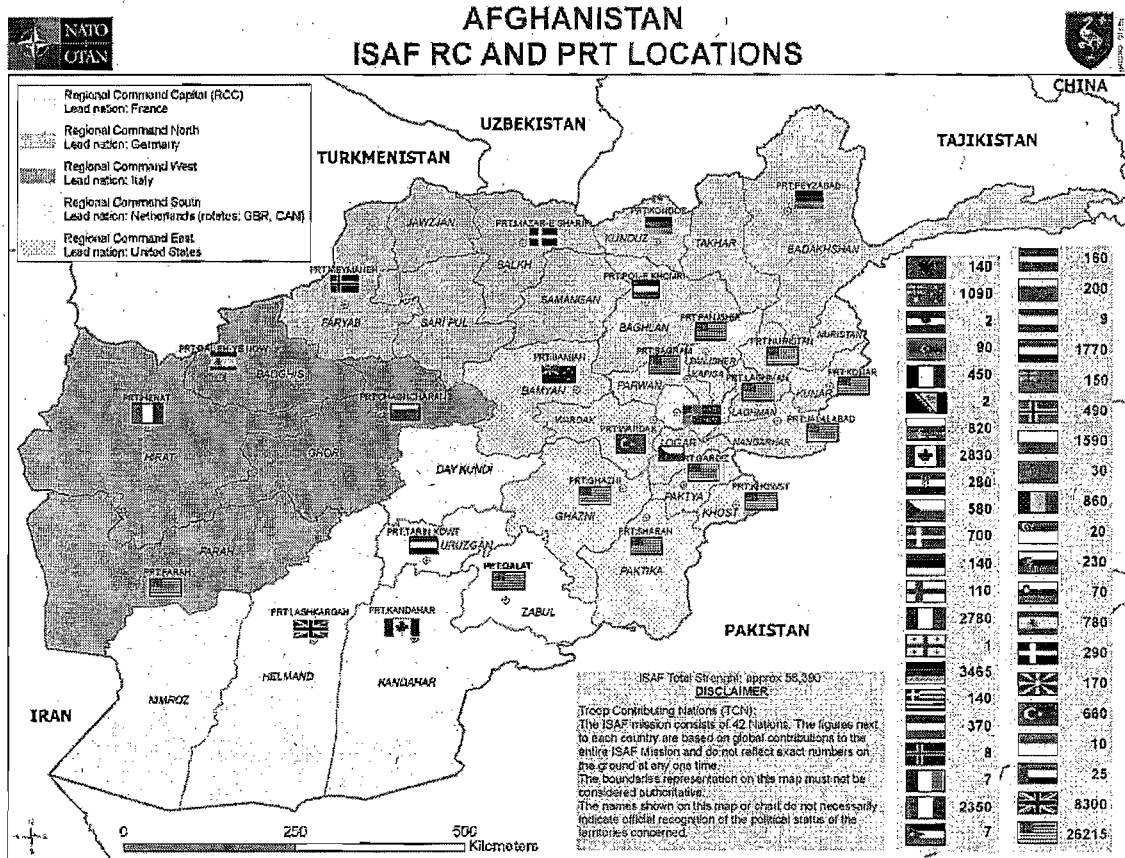 AFGHANISTAN
ISAF RC AND PRT LOCATIONS
NATO
OTAN
Regional Command Capital (RCC)
Lead nation: France
Regional Command North
Lead nation: Germany
Regional Command West
Lead nation: Italy
Regional Command South
Lead nation: Netherlands (rotates: GBR, CAN)
Regional Command East
Lead nation: United States
CHINA
UZBEKISTAN
TAJIKISTAN
TURKMENISTAN
PRT.FEYZABAD
BADAKHSHAN
JAWZJAN
PRT.MAZAR-E SHARIF
BALKH
KUNDUZ
TAKHAR
PRT.MEYMANEH
FARYAB
SARI PUL
SAMANGAN
PRT.POL-E KHOMRI
BAGHLAN
PRT.PANJSHIR
PRT.NURISTAN
NURISTAN
BADGHIS
PRT.BAMIAN
BAMYAN
PRT.BAGRAM
PARWAN
KAPISA
PRT.LAGHMAN
LAGHMAN
KUNAR
PRT.HERAT
HIRAT
PRT.CHAGHCHARAN
GHOR
WARDAK
PRT.WARDAK
LOGAR
NANGARHAR
PRT.JALALABAD
DAY KUNDI
PRT.GHAZNI
GHAZNI
PRT.GARDEZ
PAKTYA
KHOST
PRT.KHOWST
PRT.SHARAN
PAKTIKA
FARAH
PRT.FARAH
PRT.TARIN KOWT
URUZGAN
PRT.QALAT
ZABUL
PRT.LASHKARGAH
HELMAND
PRT.KANDAHAR
KANDAHAR
NIMROZ
IRAN
PAKISTAN
ISAF Total Strength: approx 58,390
DISCLAIMER
Troop Contributing Nations (TCN):
The ISAF mission consists of 42 Nations. The figures next
to each country are based on global contributions to the
entire ISAF Mission and do not reflect exact numbers on
the ground at any one time.
The boundaries representation on this map must not be
considered authoritative.
The names shown on this map or chart do not necessarily
indicate official recognition of the political status of the
territories concerned.
0 250 500
Kilometers
140
1090
2
90
450
2
820
2830
280
580
700
140
110
2780
1
3465
140
370
8
7
2350
7
160
200
9
1770
150
490
1590
30
860
20
230
70
780
290
170
660
10
25
8300
26215